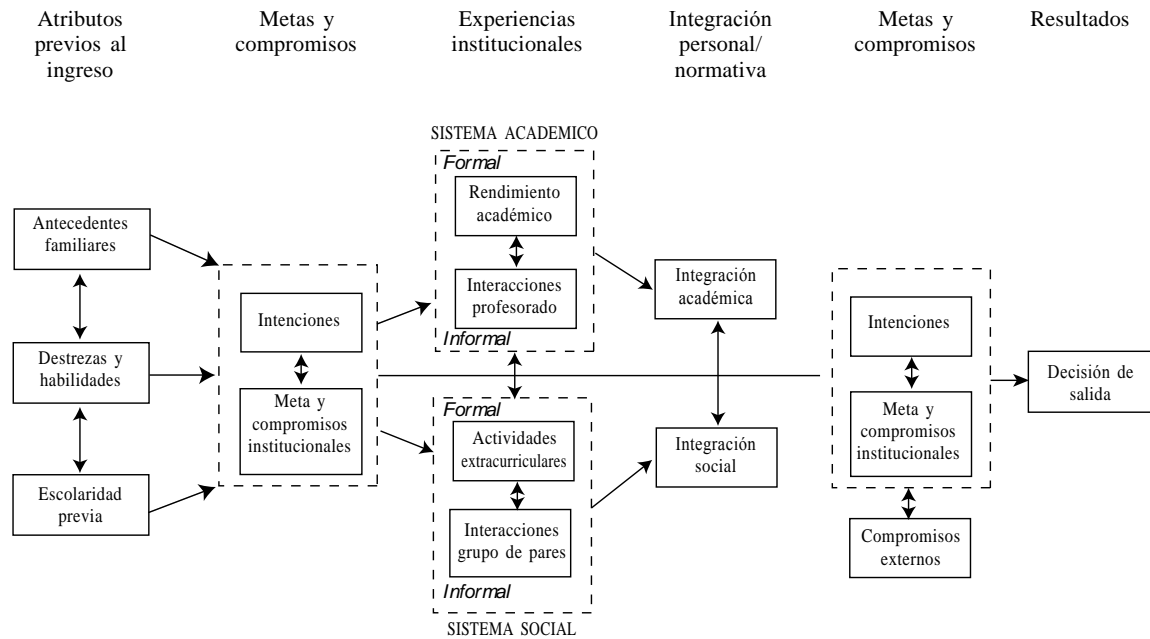 Atributos
previos al
ingreso
Metas y
compromisos
Experiencias
institucionales
Integración
personal/
normativa
Metas y
compromisos
Resultados
Antecedentes
familiares
Destrezas y
habilidades
Escolaridad
previa
Intenciones
Meta y
compromisos
institucionales
SISTEMA ACADEMICO
Formal
Rendimiento
académico
Interacciones
profesorado
Informal
Formal
Actividades
extracurriculares
Interacciones
grupo de pares
Informal
SISTEMA SOCIAL
Integración
académica
Integración
social
Intenciones
Meta y
compromisos
institucionales
Compromisos
externos
Decisión de
salida